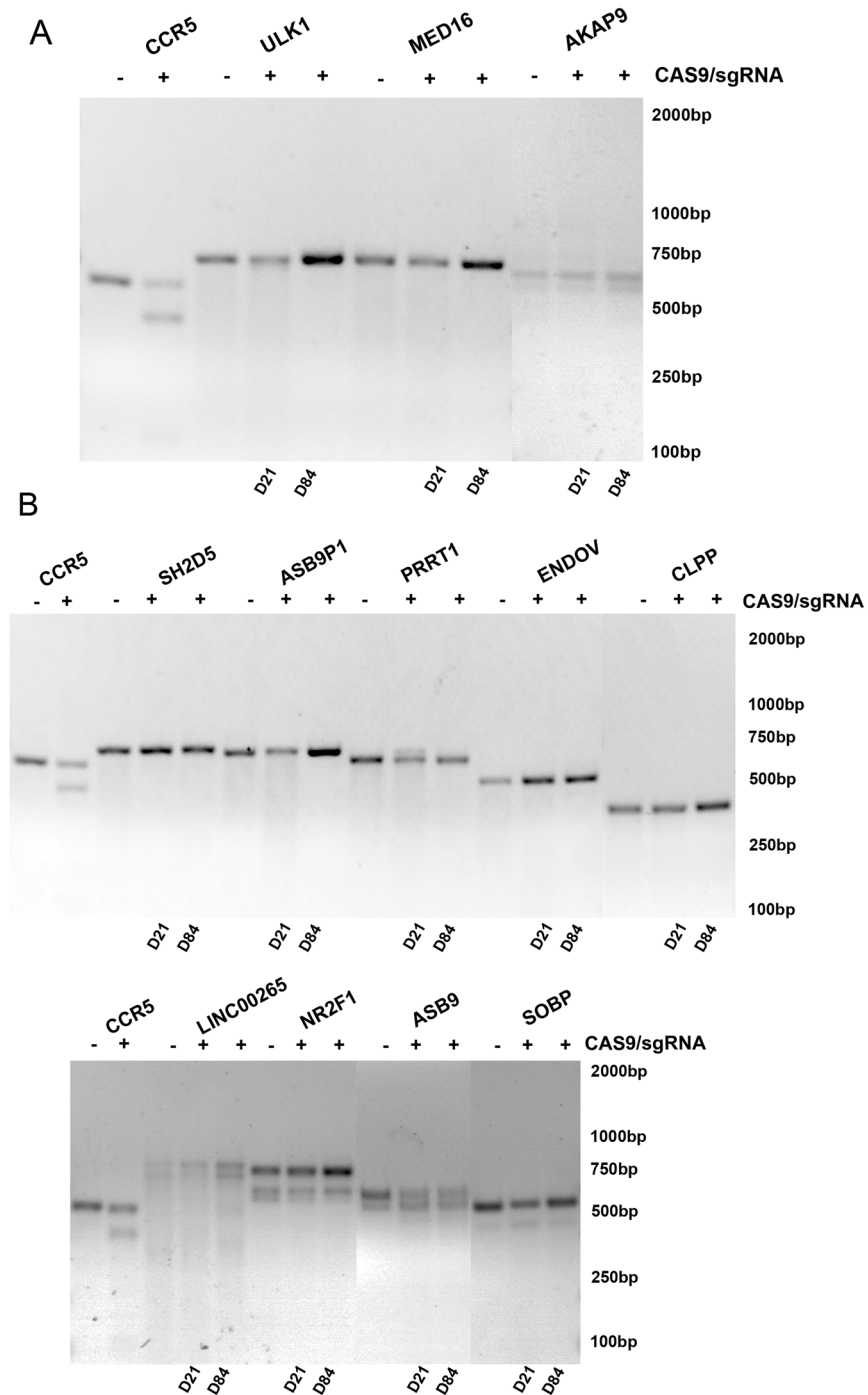 A
CCR5 ULK1 MED16 AKAP9
- + - + + - + + - + + CAS9/sgRNA
2000bp
1000bp
750bp
500bp
250bp
100bp
D21 D84 D21 D84 D21 D84
B
CCR5 SH2D5 ASB9P1 PRRT1 ENDOV CLPP
- + - + + - + + - + + - + + - + + CAS9/sgRNA
2000bp
1000bp
750bp
500bp
250bp
100bp
D21 D84 D21 D84 D21 D84 D21 D84 D21 D84
CCR5 LINC00265 NR2F1 ASB9 SOBP
- + - + + - + + - + + - + + CAS9/sgRNA
2000bp
1000bp
750bp
500bp
250bp
100bp
D21 D84 D21 D84 D21 D84 D21 D84